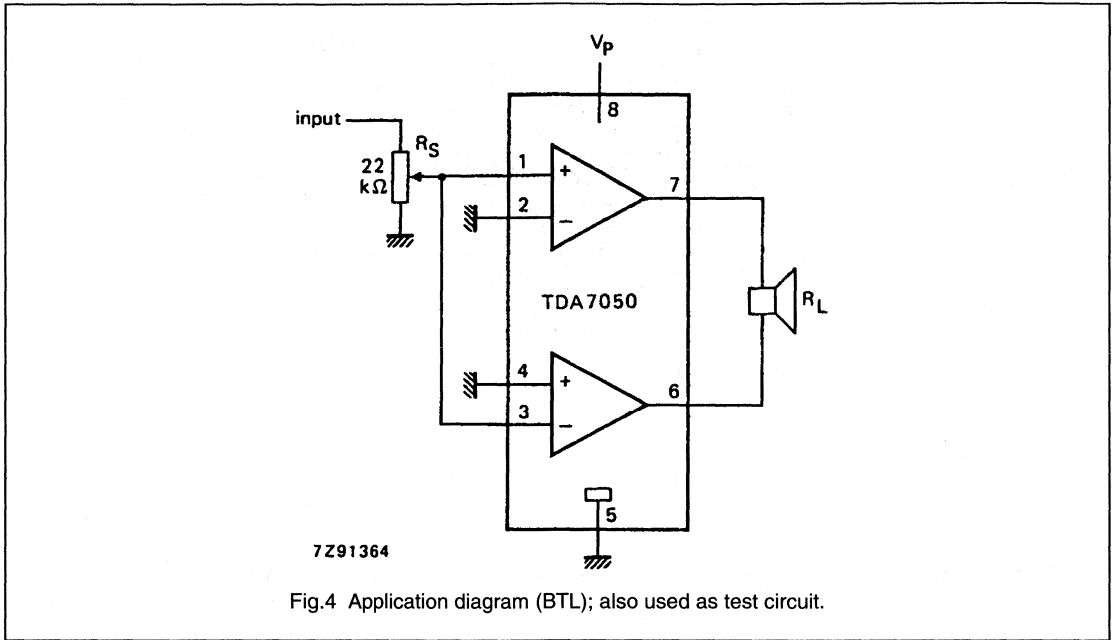 Vp
8
input
RS
22
kΩ
1
+
7
2
−
TDA7050
RL
4
+
6
3
−
5
7Z91364
Fig.4 Application diagram (BTL); also used as test circuit.